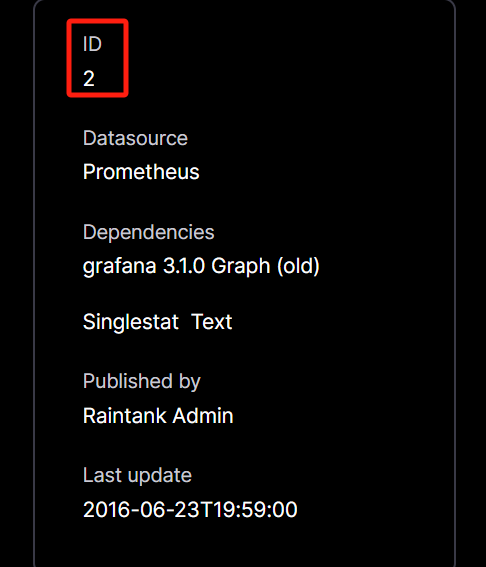 ID
2
Datasource
Prometheus
Dependencies
grafana 3.1.0 Graph (old)
Singlestat Text
Published by
Raintank Admin
Last update
2016-06-23T19:59:00